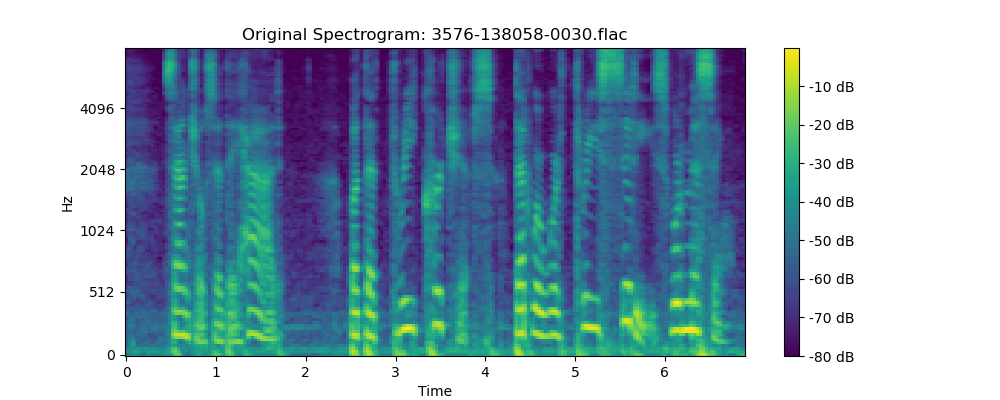 Original Spectrogram: 3576-138058-0030.flac
Hz
4096
2048
1024
512
0
0 1 2 3 4 5 6
Time
-10 dB
-20 dB
-30 dB
-40 dB
-50 dB
-60 dB
-70 dB
-80 dB